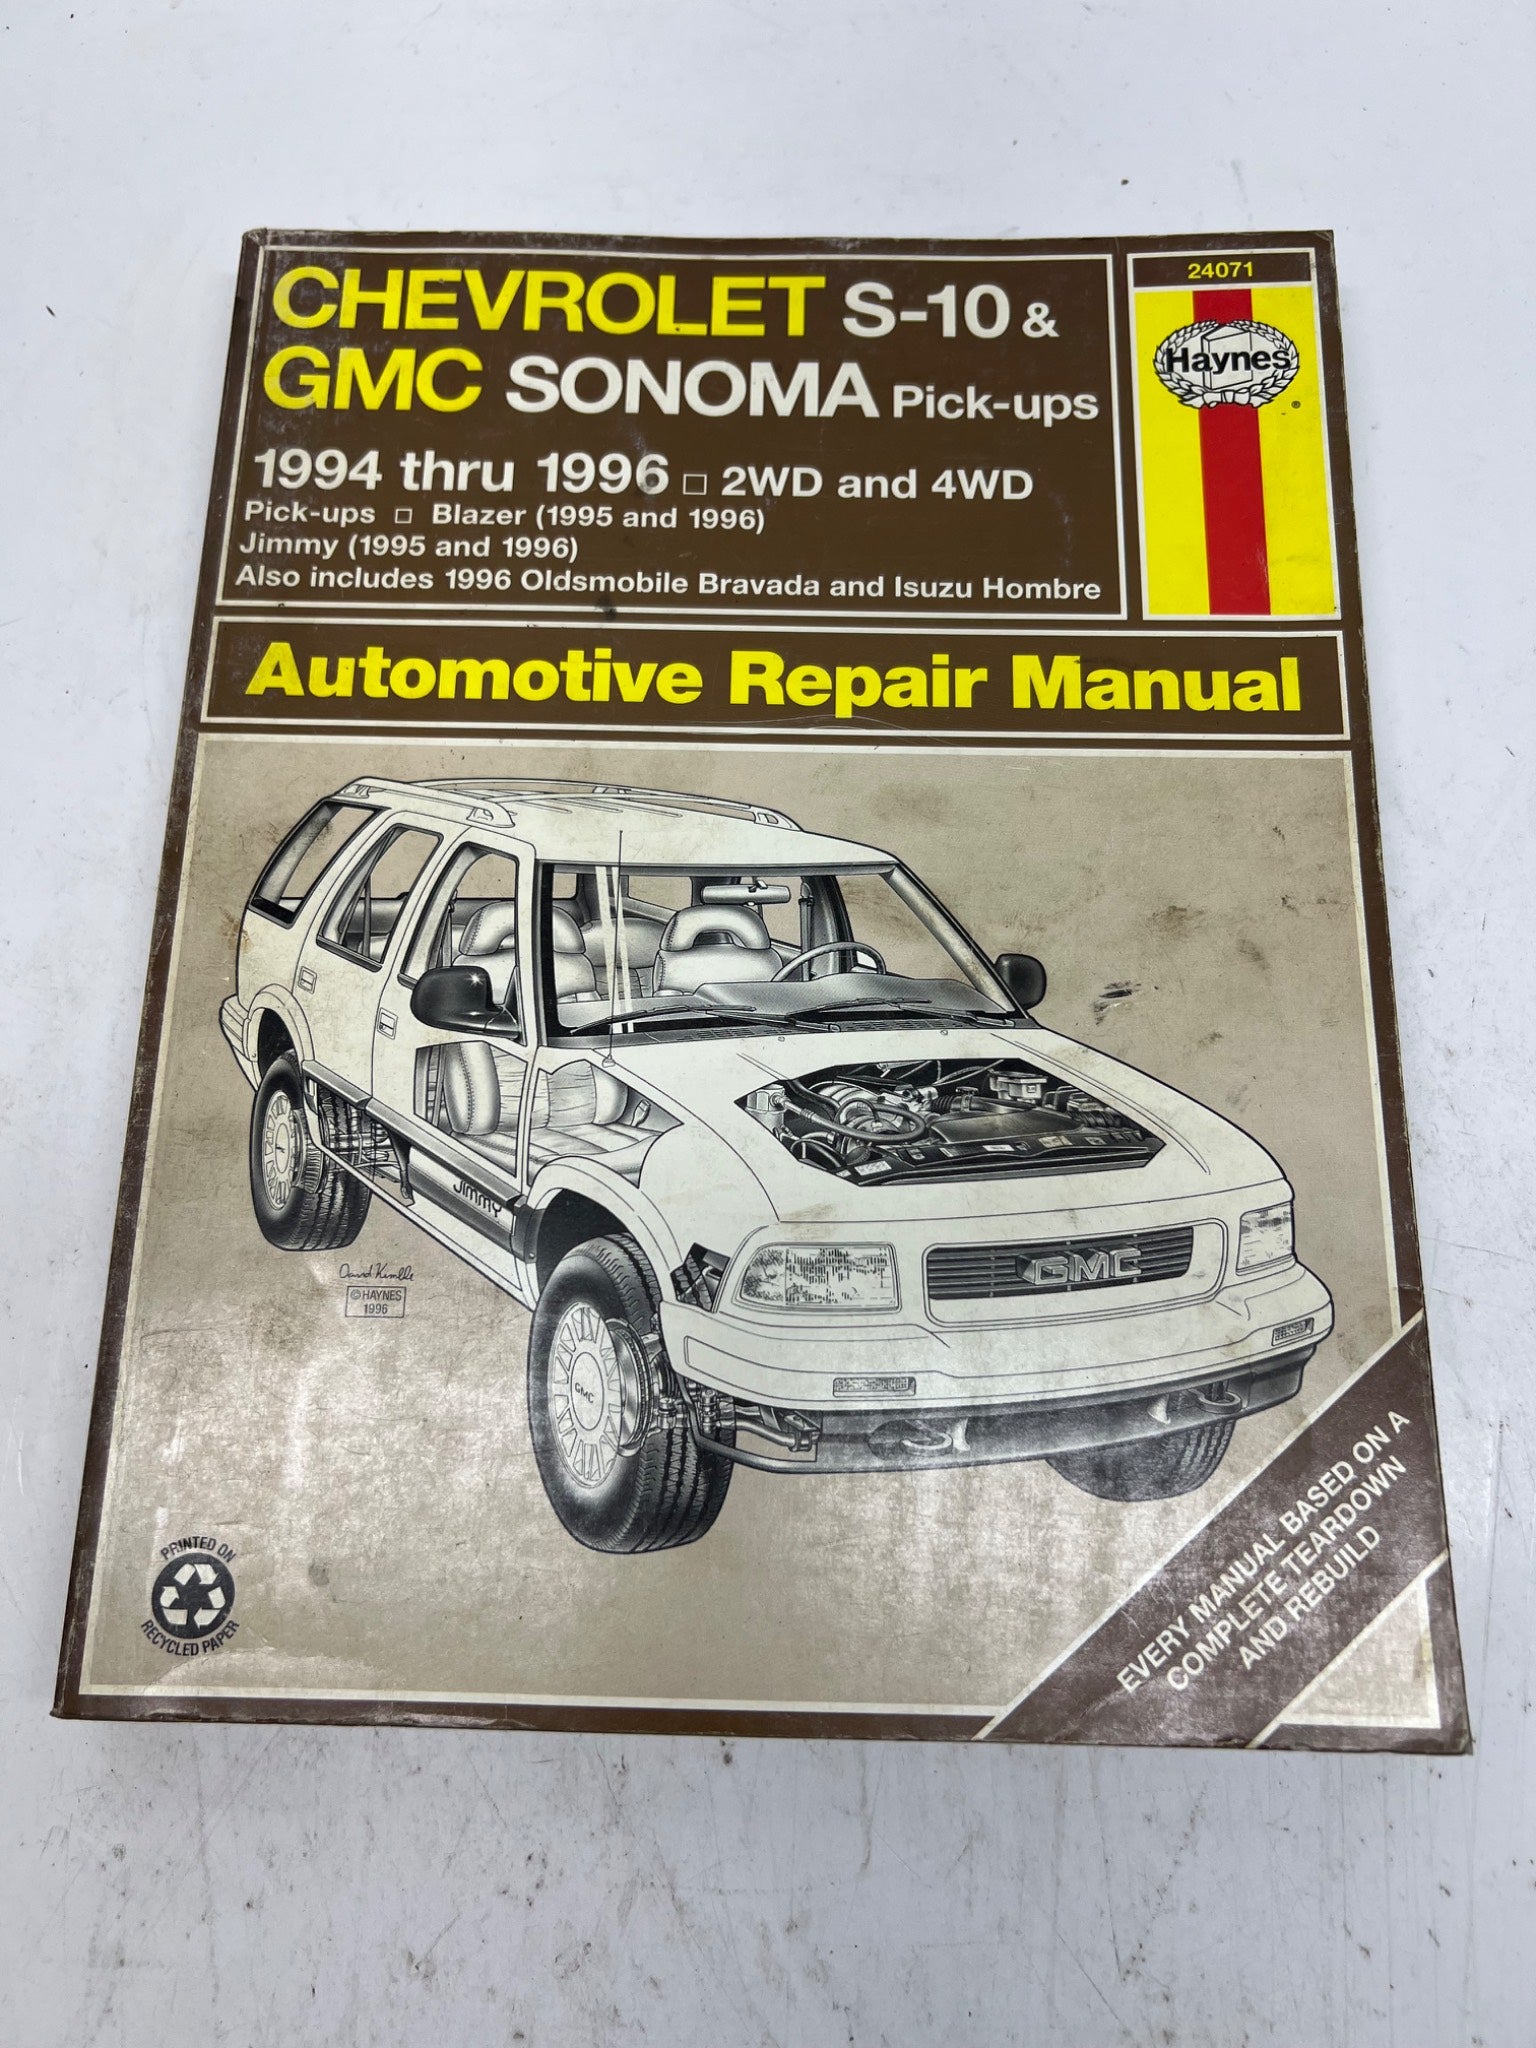 CHEVROLET S-10 &
GMC SONOMA Pick-ups
1994 thru 1996 □ 2WD and 4WD
Pick-ups □ Blazer (1995 and 1996)
Jimmy (1995 and 1996)
Also includes 1996 Oldsmobile Bravada and Isuzu Hombre
24071
Haynes
®
Automotive Repair Manual
JIMMY
GMC
GMC
David Kimble
© HAYNES
1996
PRINTED ON
RECYCLED PAPER
EVERY MANUAL BASED ON A
COMPLETE TEARDOWN
AND REBUILD